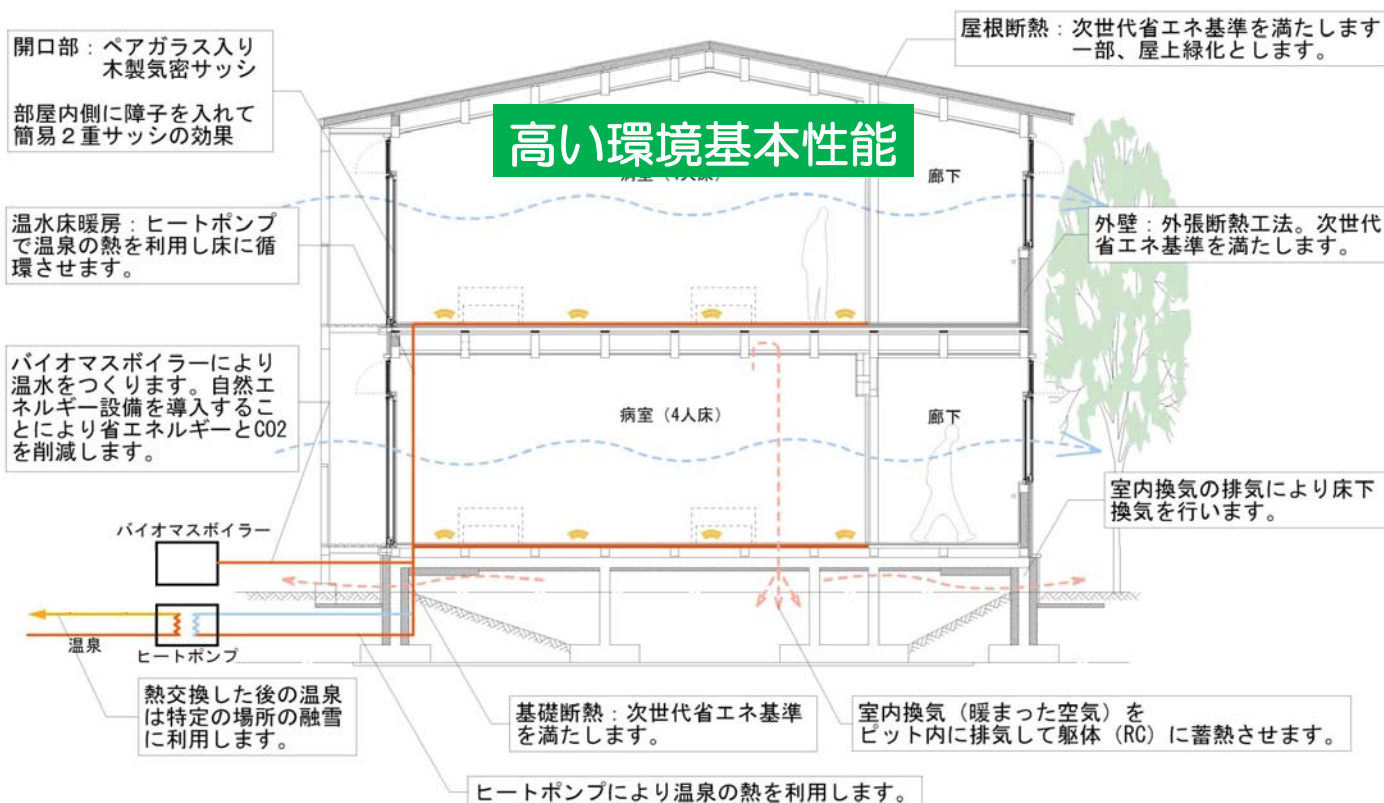 開口部：ペアガラス入り
木製気密サッシ
部屋内側に障子を入れて
簡易２重サッシの効果
屋根断熱：次世代省エネ基準を満たします
一部、屋上緑化とします。
高い環境基本性能
廊下
温水床暖房：ヒートポンプ
で温泉の熱を利用し床に循
環させます。
外壁：外張断熱工法。次世代
省エネ基準を満たします。
バイオマスボイラーにより
温水をつくります。自然エ
ネルギー設備を導入するこ
とにより省エネルギーとCO2
を削減します。
病室（4人床）
廊下
室内換気の排気により床下
換気を行います。
バイオマスボイラー
温泉
ヒートポンプ
熱交換した後の温泉
は特定の場所の融雪
に利用します。
基礎断熱：次世代省エネ基準
を満たします。
室内換気（暖まった空気）を
ピット内に排気して躯体（RC）に蓄熱させます。
ヒートポンプにより温泉の熱を利用します。